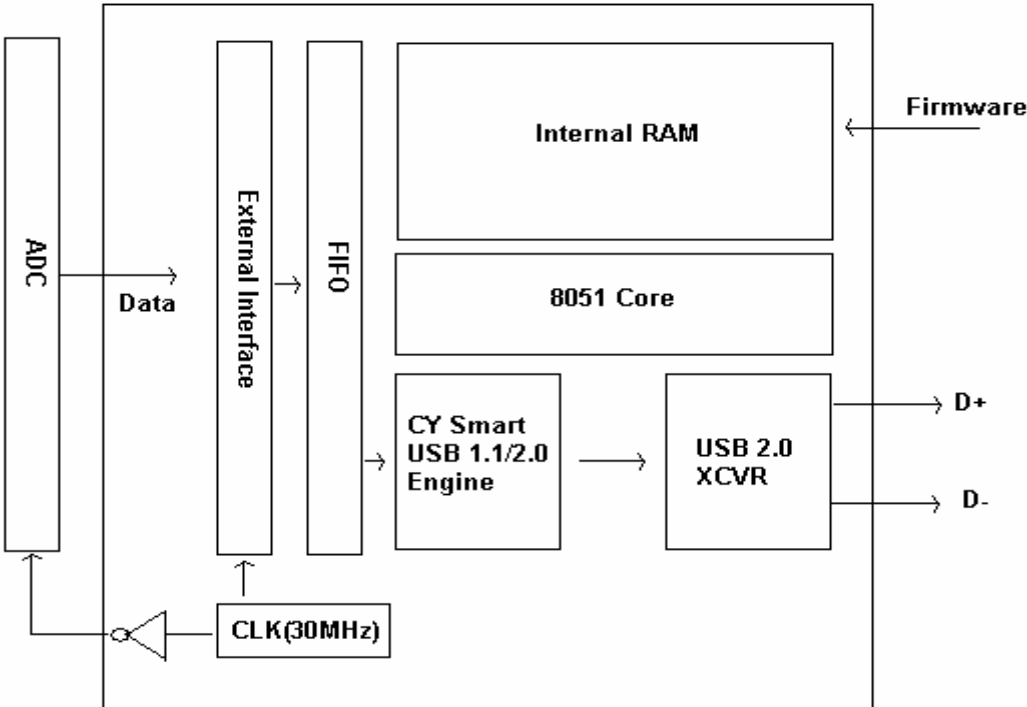 ADC
Data
External Interface
FIFO
Internal RAM
Firmware
8051 Core
CY Smart
USB 1.1/2.0
Engine
USB 2.0
XCVR
D+
D-
CLK(30MHz)